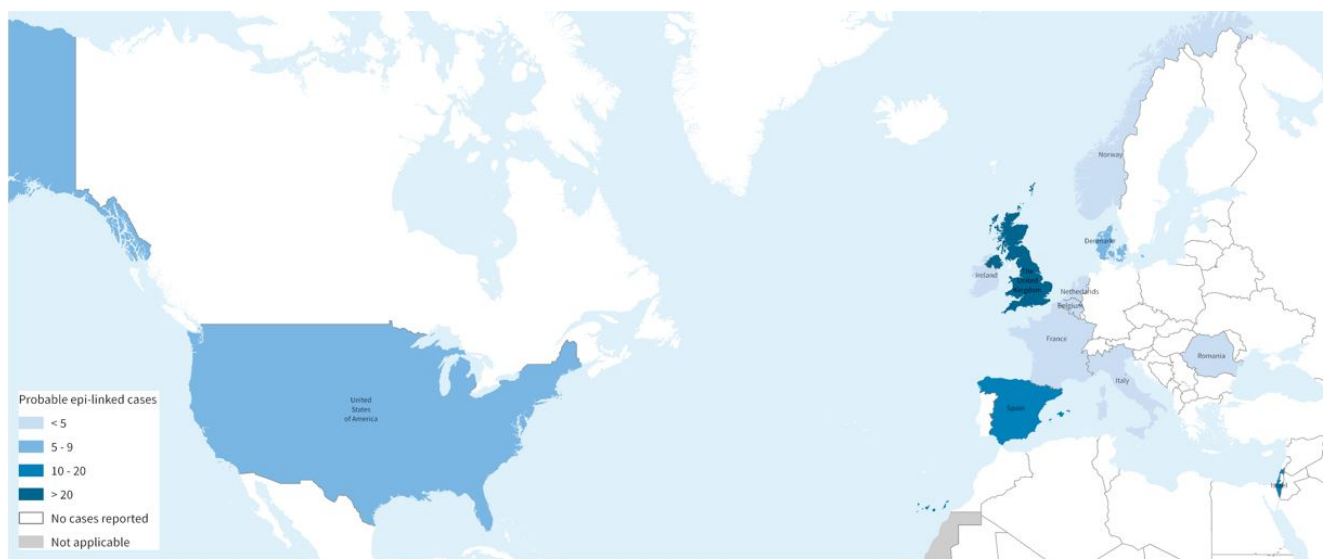 Norway
Denmark
Ireland
The
United
Kingdom
Netherlands
Belgium
France
Romania
Italy
Spain
Israel
United
States
of America
Probable epi-linked cases
< 5
5 - 9
10 - 20
> 20
No cases reported
Not applicable